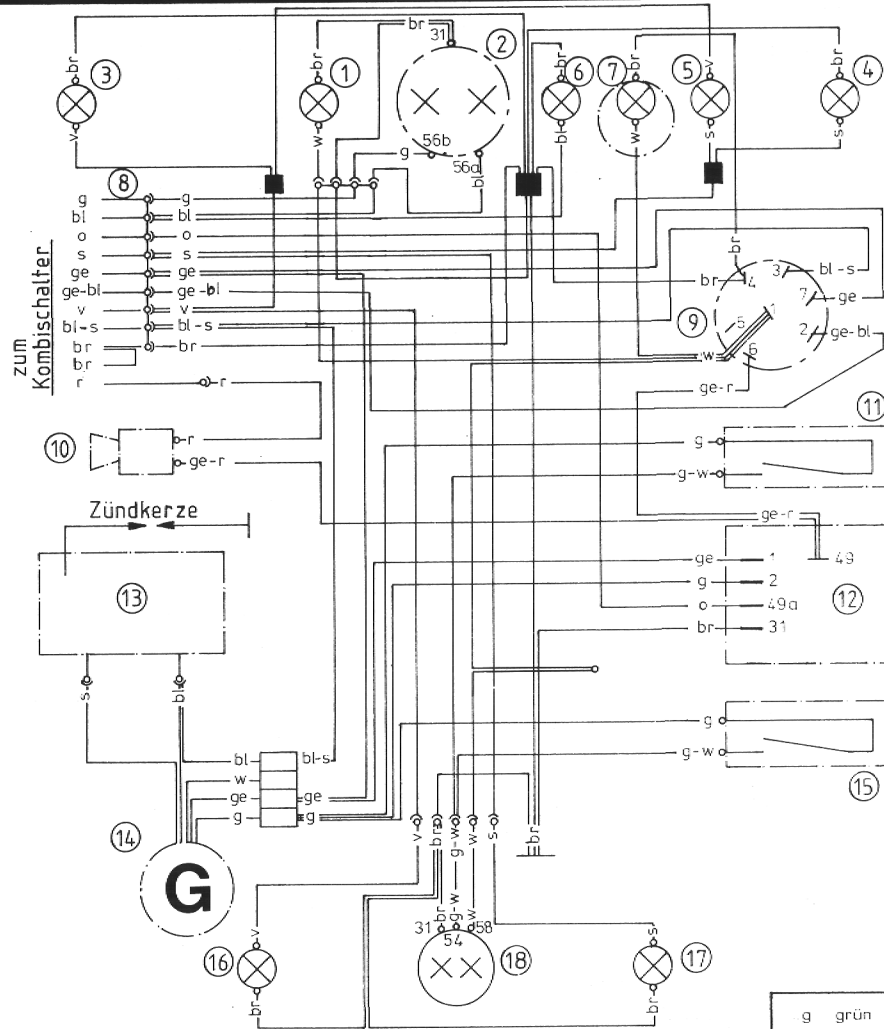 br
31
2
3
br
1
br
br
6
7
br
5
v
br
4
v
w
g
56b
56a
bl
bl
w
s
s
8
g g
bl bl
o o
s s
ge ge
ge-bl ge-bl
v v
bl-s bl-s
br br
br
r r
zum
Kombischalter
br
br
4
3
bl-s
7
ge
2
ge-bl
9
5
1
6
w
ge-r
10
r
ge-r
11
g
g-w
Zündkerze
13
ge-r
ge 1 49
g 2
o 49a
br 31
12
s
bl
bl bl-s
w
ge ge
g g
14
G
g
g-w
15
v
br
g-w
w
s
br
v
br
g-w
w
31
54
58
s
16
18
17
br
br
g grün